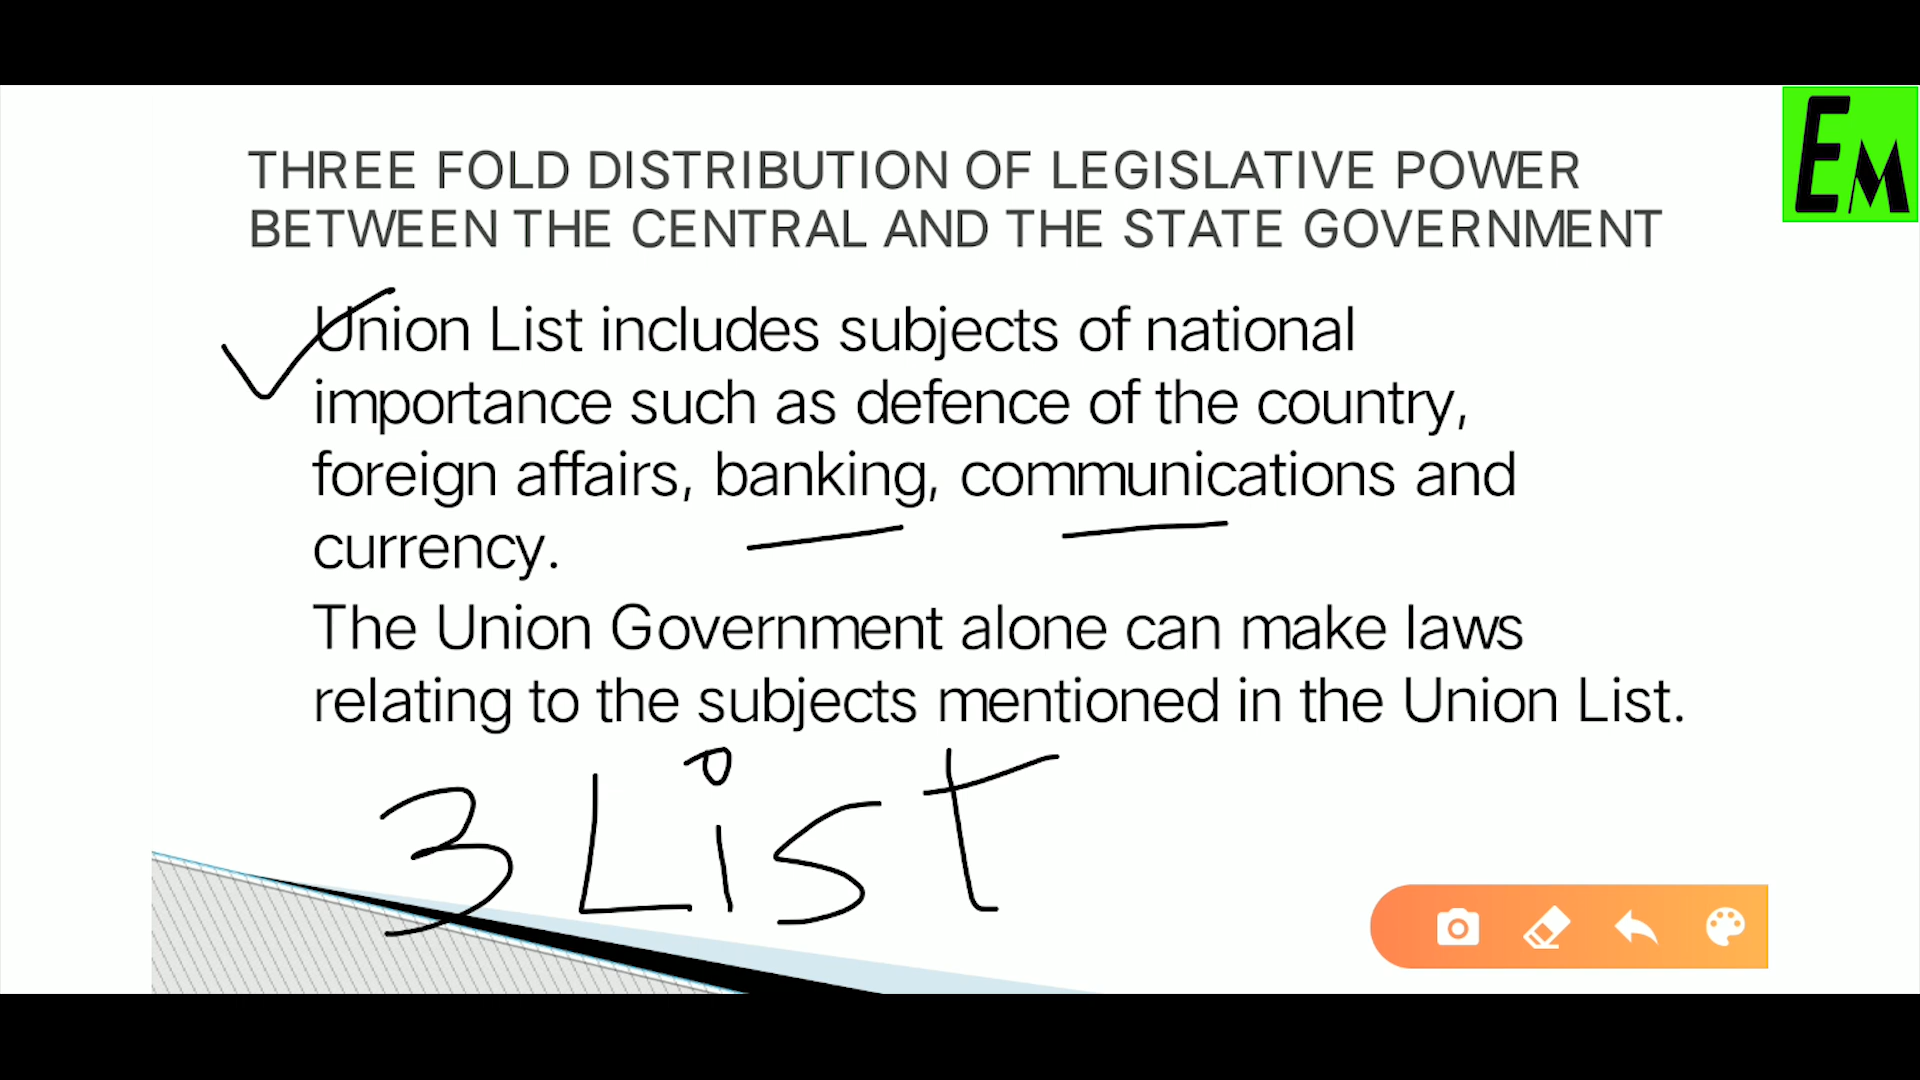 EM
THREE FOLD DISTRIBUTION OF LEGISLATIVE POWER
BETWEEN THE CENTRAL AND THE STATE GOVERNMENT
Union List includes subjects of national
importance such as defence of the country,
foreign affairs, banking, communications and
currency.
The Union Government alone can make laws
relating to the subjects mentioned in the Union List.
3 List